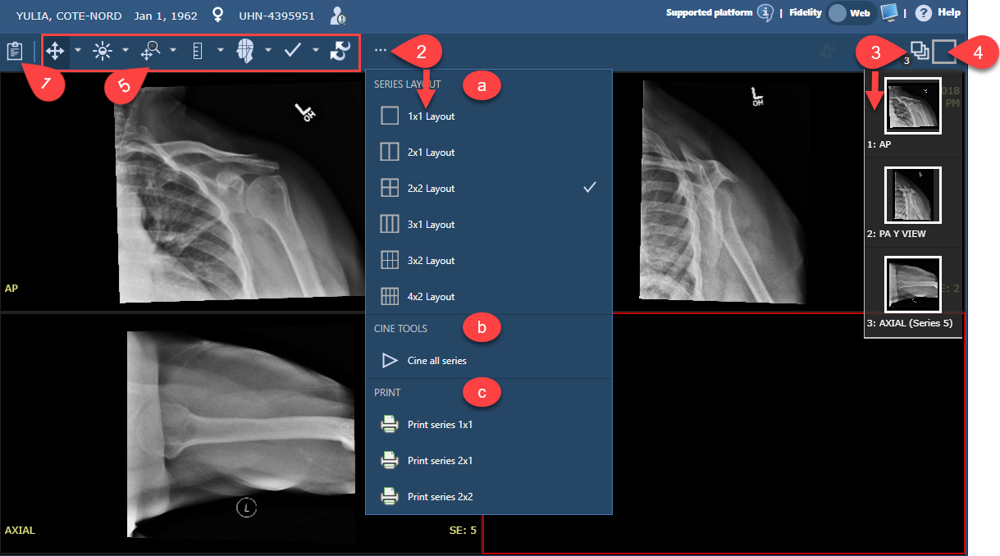 YULIA, COTE-NORD Jan 1, 1962 UHN-4395951 Supported platform | Fidelity Web | ? Help
1 5 ... 2 3 3 4
SERIES LAYOUT a
1x1 Layout
2x1 Layout
2x2 Layout
3x1 Layout
3x2 Layout
4x2 Layout
CINE TOOLS b
Cine all series
PRINT c
Print series 1x1
Print series 2x1
Print series 2x2
L
OH
AP
L
OH
018
PM
1: AP
2: PA Y VIEW
E: 2
3: AXIAL (Series 5)
L
AXIAL SE: 5